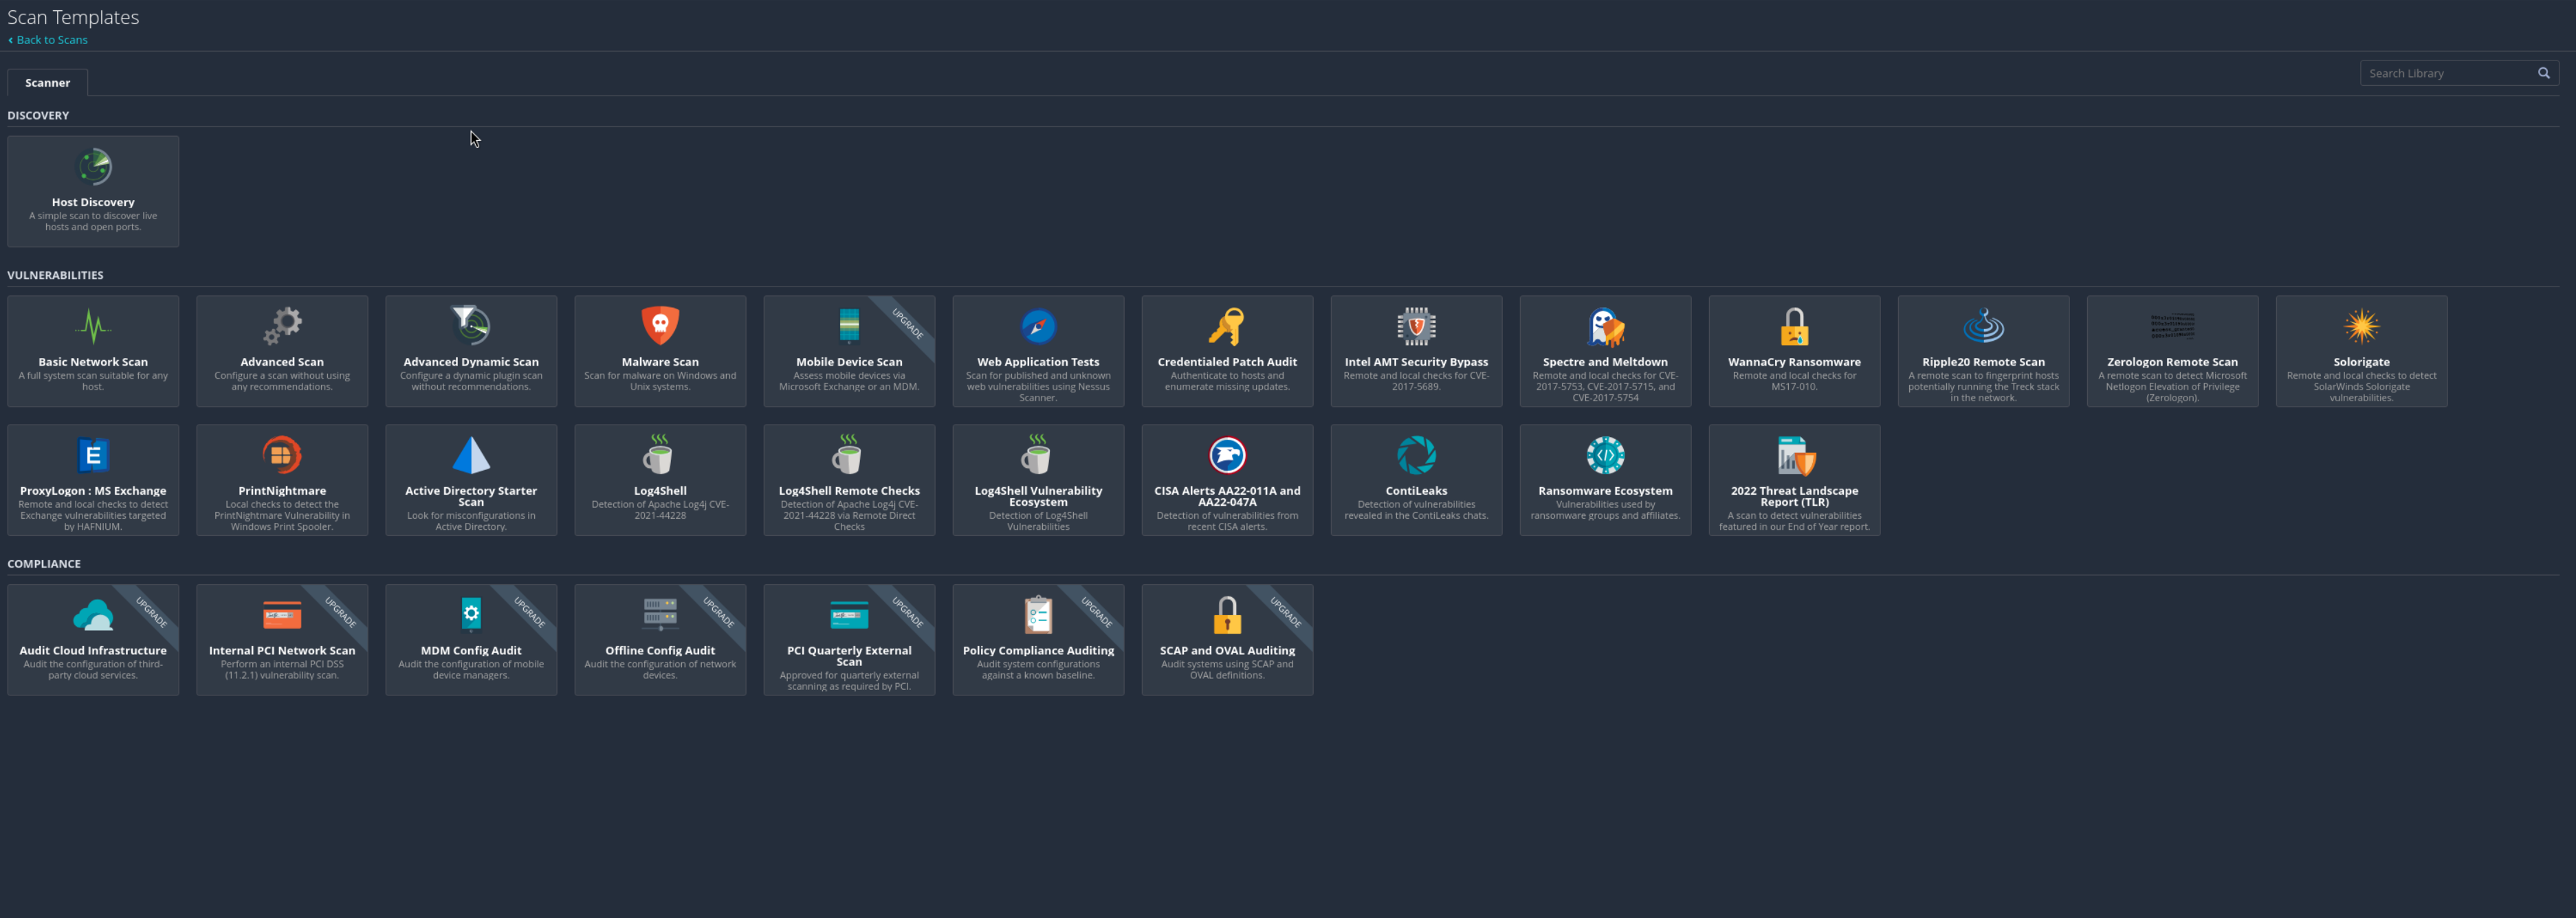 Scan Templates
Back to Scans
Scanner
Search Library
DISCOVERY
Host Discovery
A simple scan to discover live
hosts and open ports.
VULNERABILITIES
Basic Network Scan
A full system scan suitable for any
host.
Advanced Scan
Configure a scan without using
any recommendations.
Advanced Dynamic Scan
Configure a dynamic plugin scan
without recommendations.
Malware Scan
Scan for malware on Windows and
Unix systems.
UPGRADE
Mobile Device Scan
Assess mobile devices via
Microsoft Exchange or an MDM.
Web Application Tests
Scan for published and unknown
web vulnerabilities using Nessus
Scanner.
Credentialed Patch Audit
Authenticate to hosts and
enumerate missing updates.
Intel AMT Security Bypass
Remote and local checks for CVE-
2017-5689.
Spectre and Meltdown
Remote and local checks for CVE-
2017-5753, CVE-2017-5715, and
CVE-2017-5754
WannaCry Ransomware
Remote and local checks for
MS17-010.
Ripple20 Remote Scan
A remote scan to fingerprint hosts
potentially running the Treck stack
in the network.
Zerologon Remote Scan
A remote scan to detect Microsoft
Netlogon Elevation of Privilege
(Zerologon).
Solorigate
Remote and local checks to detect
SolarWinds Solorigate
vulnerabilities.
E
ProxyLogon : MS Exchange
Remote and local checks to detect
Exchange vulnerabilities targeted
by HAFNIUM.
PrintNightmare
Local checks to detect the
PrintNightmare Vulnerability in
Windows Print Spooler.
Active Directory Starter
Scan
Look for misconfigurations in
Active Directory.
Log4Shell
Detection of Apache Log4j CVE-
2021-44228
Log4Shell Remote Checks
Detection of Apache Log4j CVE-
2021-44228 via Remote Direct
Checks
Log4Shell Vulnerability
Ecosystem
Detection of Log4Shell
Vulnerabilities
CISA Alerts AA22-011A and
AA22-047A
Detection of vulnerabilities from
recent CISA alerts.
ContiLeaks
Detection of vulnerabilities
revealed in the ContiLeaks chats.
</>
Ransomware Ecosystem
Vulnerabilities used by
ransomware groups and affiliates.
2022 Threat Landscape
Report (TLR)
A scan to detect vulnerabilities
featured in our End of Year report.
COMPLIANCE
UPGRADE
Audit Cloud Infrastructure
Audit the configuration of third-
party cloud services.
UPGRADE
Internal PCI Network Scan
Perform an internal PCI DSS
(11.2.1) vulnerability scan.
UPGRADE
MDM Config Audit
Audit the configuration of mobile
device managers.
UPGRADE
Offline Config Audit
Audit the configuration of network
devices.
UPGRADE
PCI Quarterly External
Scan
Approved for quarterly external
scanning as required by PCI.
UPGRADE
Policy Compliance Auditing
Audit system configurations
against a known baseline.
UPGRADE
SCAP and OVAL Auditing
Audit systems using SCAP and
OVAL definitions.